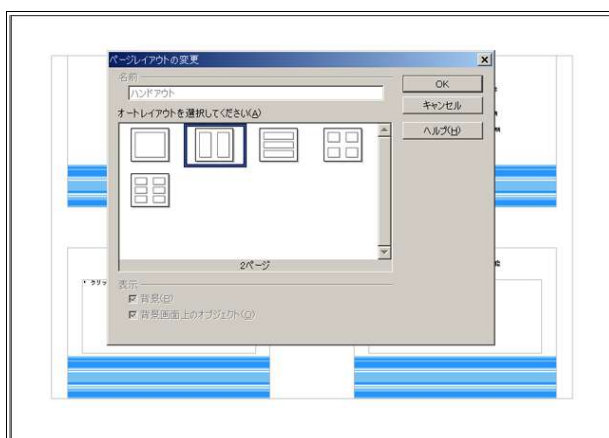 ページレイアウトの変更
名前
ハンドアウト
OK
キャンセル
ヘルプ(H)
オートレイアウトを選択してください(A)
2ページ
表示
背景(B)
背景画面上のオブジェクト(O)